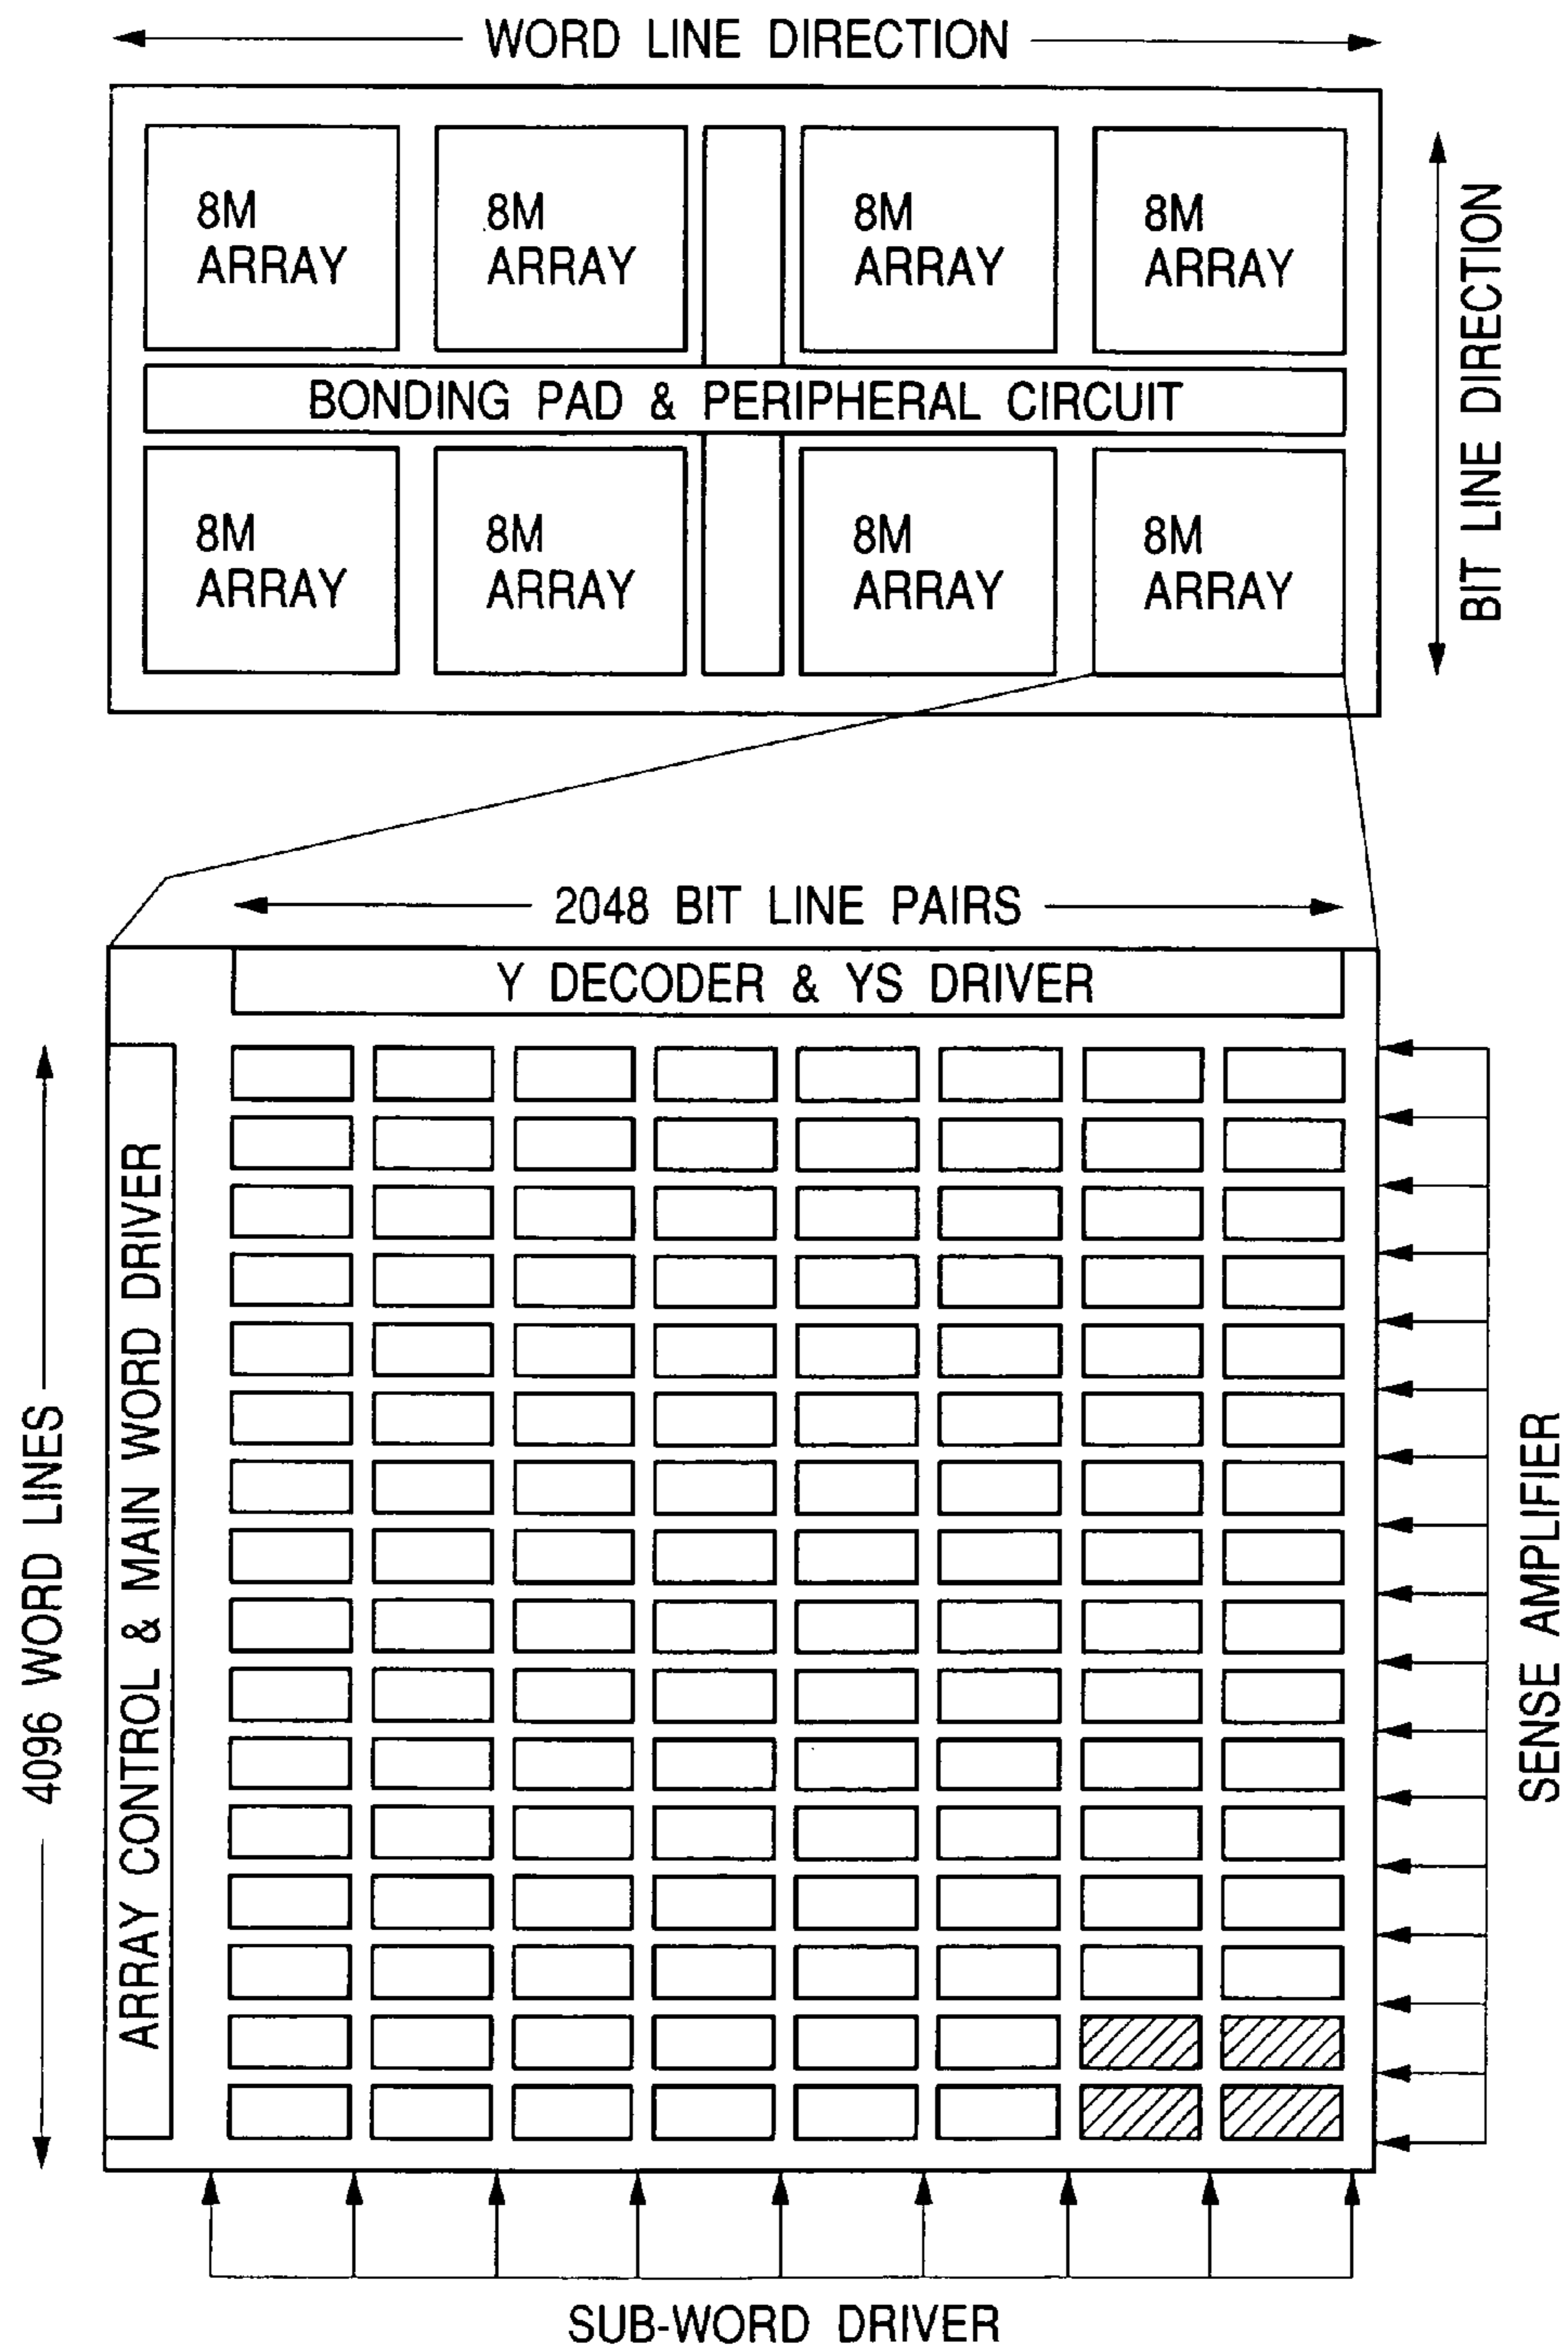 WORD LINE DIRECTION
8M
ARRAY
8M
ARRAY
8M
ARRAY
8M
ARRAY
BIT LINE DIRECTION
BONDING PAD & PERIPHERAL CIRCUIT
8M
ARRAY
8M
ARRAY
8M
ARRAY
8M
ARRAY
2048 BIT LINE PAIRS
Y DECODER & YS DRIVER
4096 WORD LINES
ARRAY CONTROL & MAIN WORD DRIVER
SENSE AMPLIFIER
SUB-WORD DRIVER